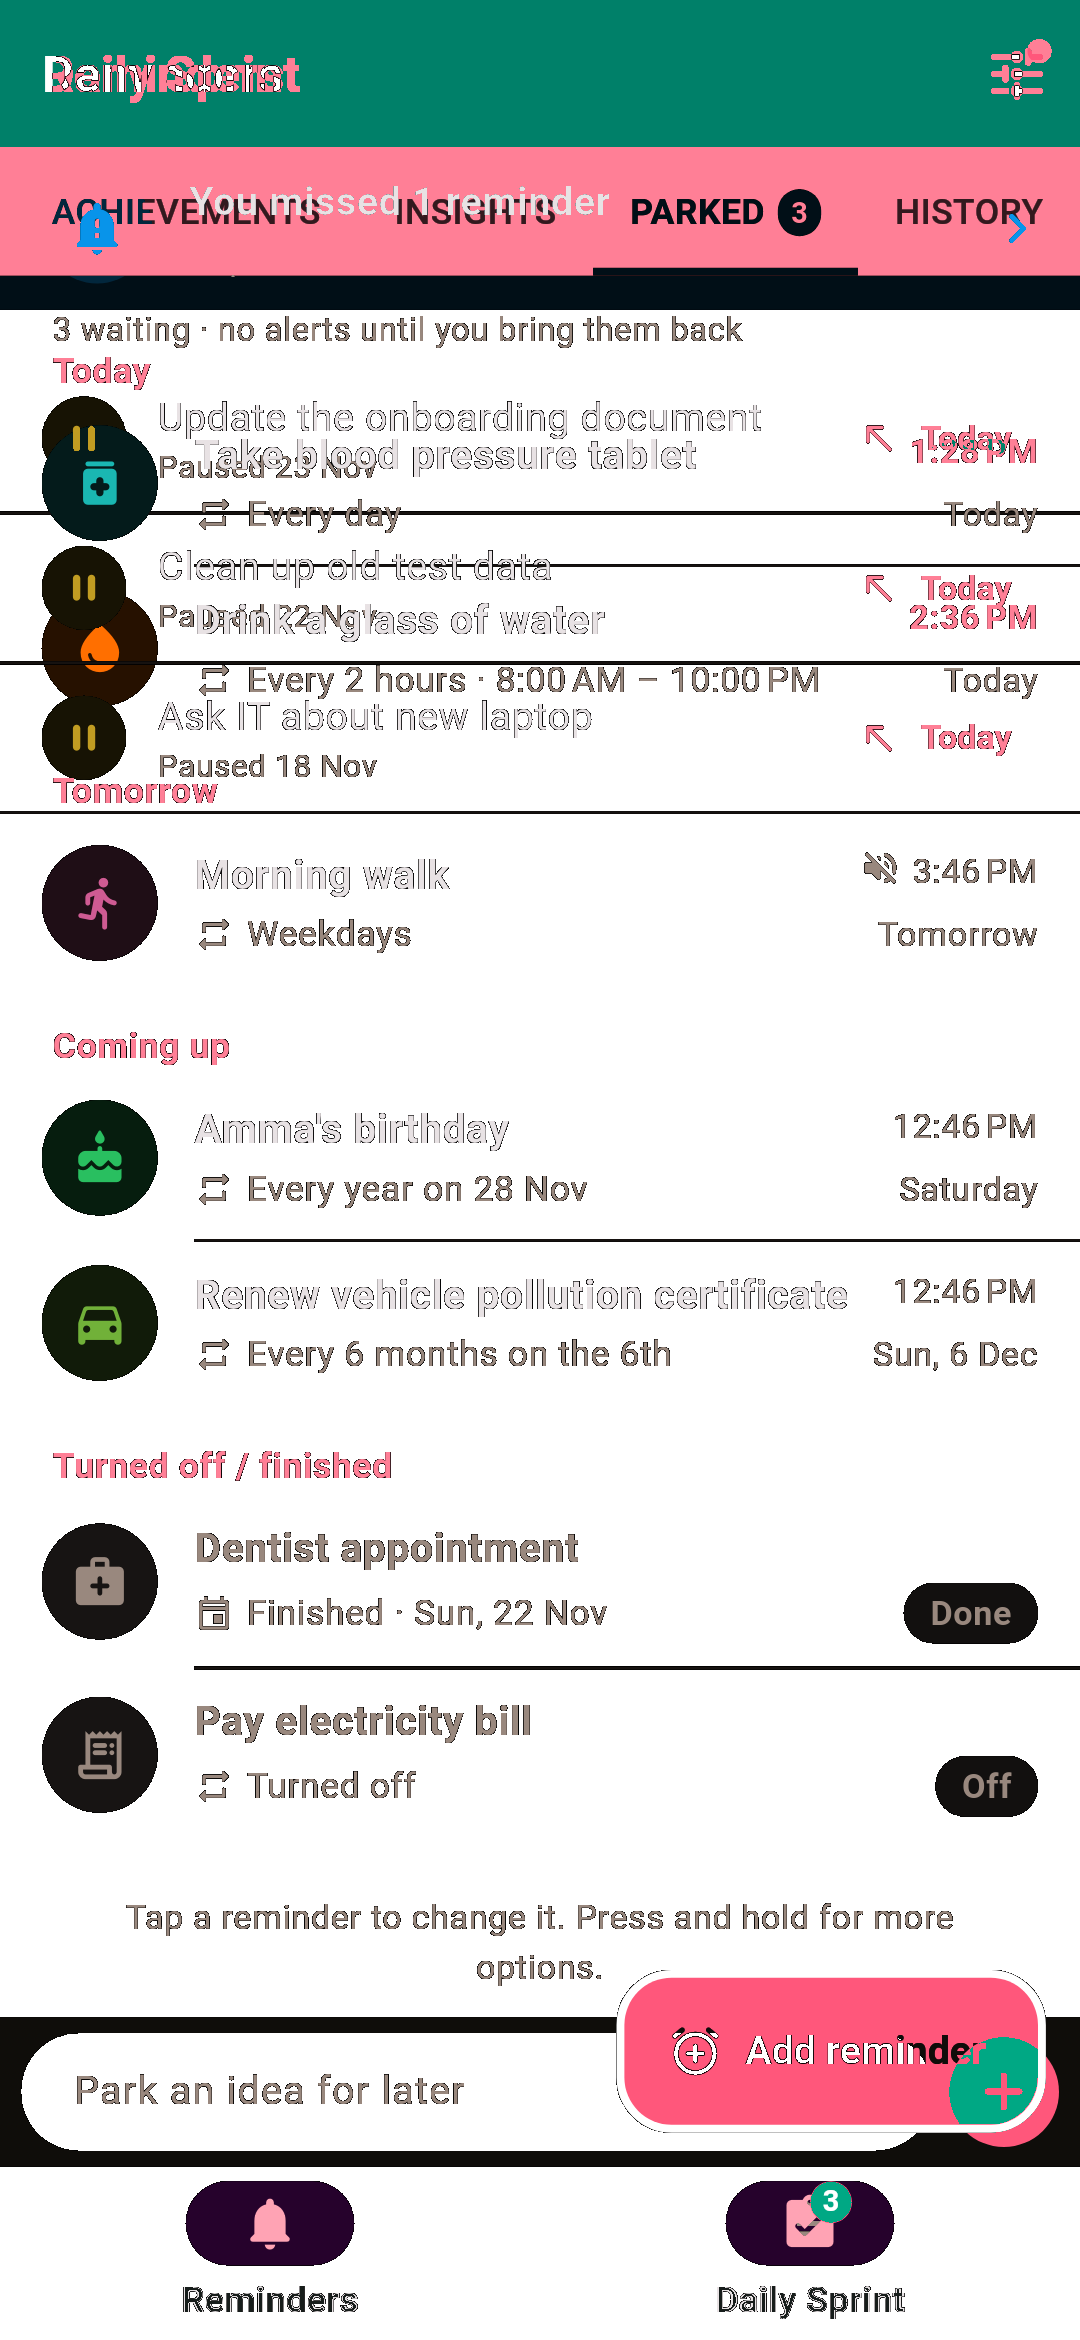 Daily Sprint
Reminders
ACHIEVEMENTS INSIGHTS PARKED 3 HISTORY
You missed 1 reminder
3 waiting · no alerts until you bring them back
Today
Update the onboarding document
Paused 23 Nov
Today
Take blood pressure tablet
1:28 PM
Every day
Today
Clean up old test data
Paused 22 Nov
Today
Drink a glass of water
2:36 PM
Every 2 hours · 8:00 AM – 10:00 PM
Today
Ask IT about new laptop
Paused 18 Nov
Today
Tomorrow
Morning walk
3:46 PM
Weekdays
Tomorrow
Coming up
Amma's birthday
12:46 PM
Every year on 28 Nov
Saturday
Renew vehicle pollution certificate
12:46 PM
Every 6 months on the 6th
Sun, 6 Dec
Turned off / finished
Dentist appointment
Finished · Sun, 22 Nov
Done
Pay electricity bill
Turned off
Off
Tap a reminder to change it. Press and hold for more
options.
Add reminder
Park an idea for later
3
Reminders
Daily Sprint